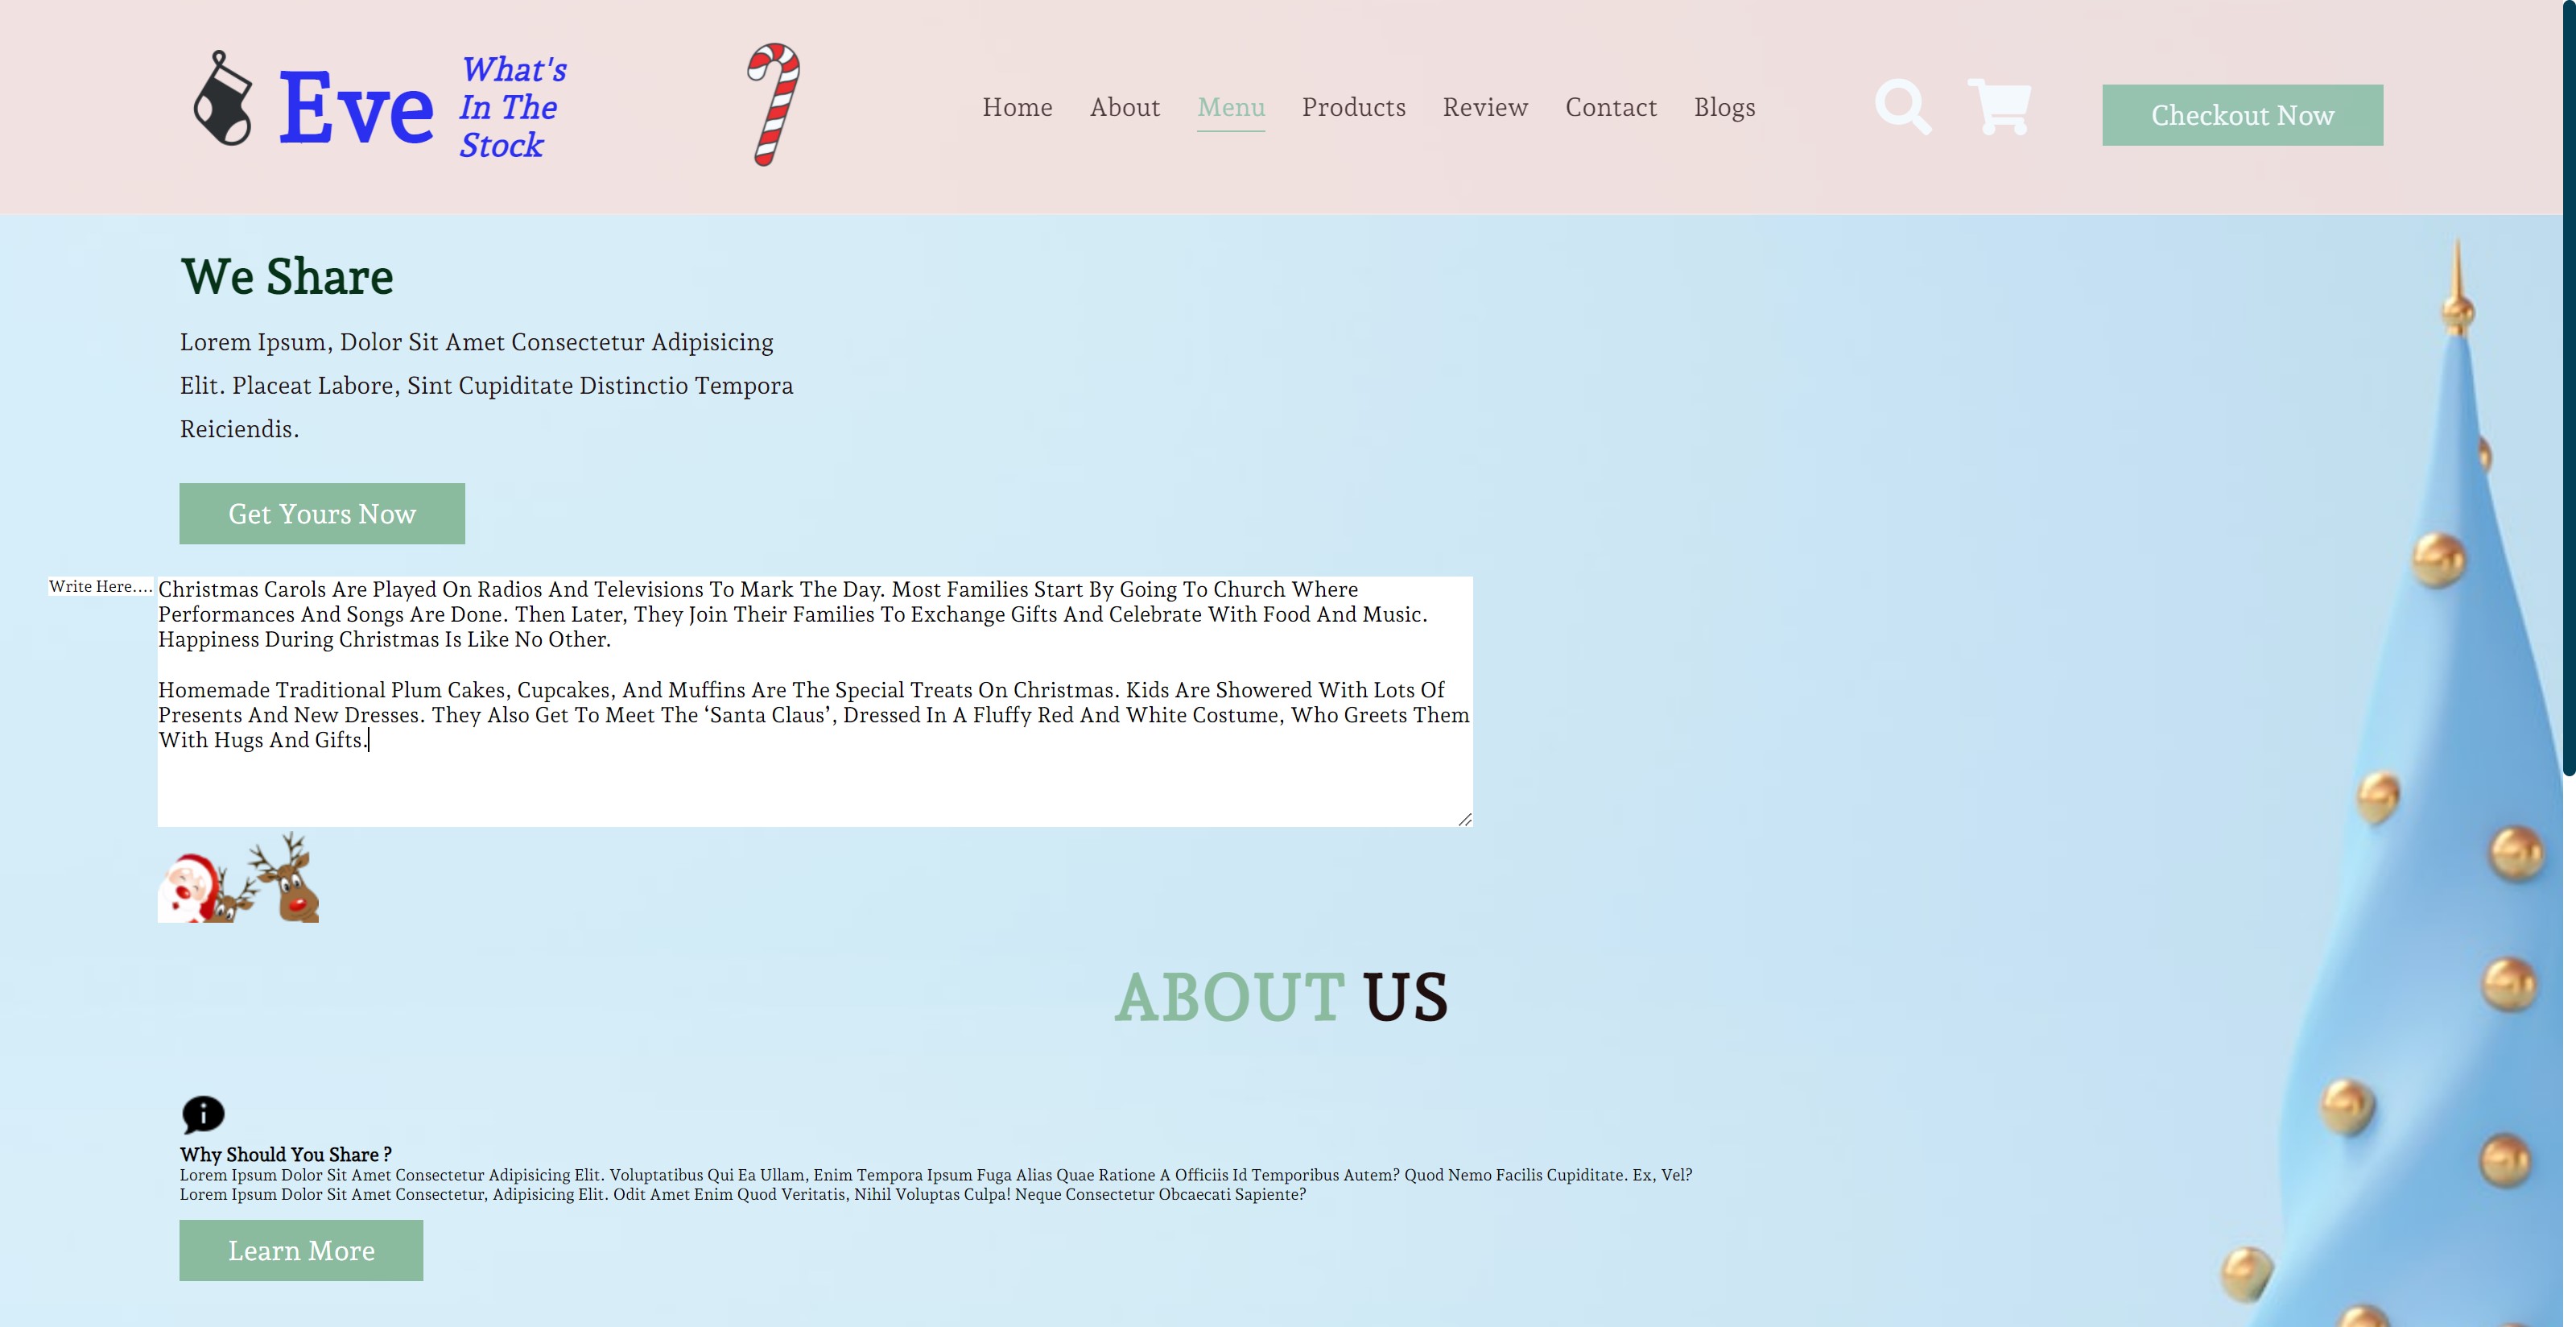 Eve
What's
In The
Stock
Home About Menu Products Review Contact Blogs
Checkout Now
We Share
Lorem Ipsum, Dolor Sit Amet Consectetur Adipisicing
Elit. Placeat Labore, Sint Cupiditate Distinctio Tempora
Reiciendis.
Get Yours Now
Write Here....
Christmas Carols Are Played On Radios And Televisions To Mark The Day. Most Families Start By Going To Church Where
Performances And Songs Are Done. Then Later, They Join Their Families To Exchange Gifts And Celebrate With Food And Music.
Happiness During Christmas Is Like No Other.
Homemade Traditional Plum Cakes, Cupcakes, And Muffins Are The Special Treats On Christmas. Kids Are Showered With Lots Of
Presents And New Dresses. They Also Get To Meet The ‘Santa Claus’, Dressed In A Fluffy Red And White Costume, Who Greets Them
With Hugs And Gifts.
ABOUT US
Why Should You Share ?
Lorem Ipsum Dolor Sit Amet Consectetur Adipisicing Elit. Voluptatibus Qui Ea Ullam, Enim Tempora Ipsum Fuga Alias Quae Ratione A Officiis Id Temporibus Autem? Quod Nemo Facilis Cupiditate. Ex, Vel?
Lorem Ipsum Dolor Sit Amet Consectetur, Adipisicing Elit. Odit Amet Enim Quod Veritatis, Nihil Voluptas Culpa! Neque Consectetur Obcaecati Sapiente?
Learn More